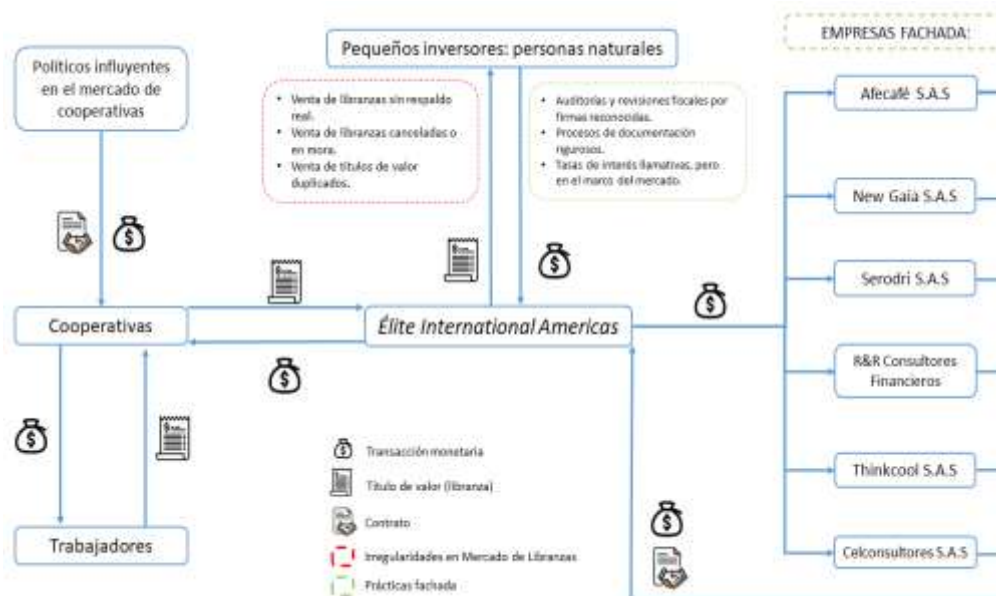 Políticos influyentes
en el mercado de
cooperativas
Pequeños inversores: personas naturales
EMPRESAS FACHADA:
• Venta de libranzas sin respaldo
real.
• Venta de libranzas canceladas o
en mora.
• Venta de títulos de valor
duplicados.
• Auditorías y revisiones fiscales por
firmas reconocidas.
• Procesos de documentación
rigurosos.
• Tasas de interés llamativas, pero
en el marco del mercado.
Afecafé S.A.S
New Gaia S.A.S
Serodri S.A.S
R&R Consultores
Financieros
Thinkcool S.A.S
Celconsultores S.A.S
Cooperativas
Élite International Americas
Trabajadores
Transacción monetaria
Título de valor (libranza)
Contrato
Irregularidades en Mercado de Libranzas
Prácticas fachada